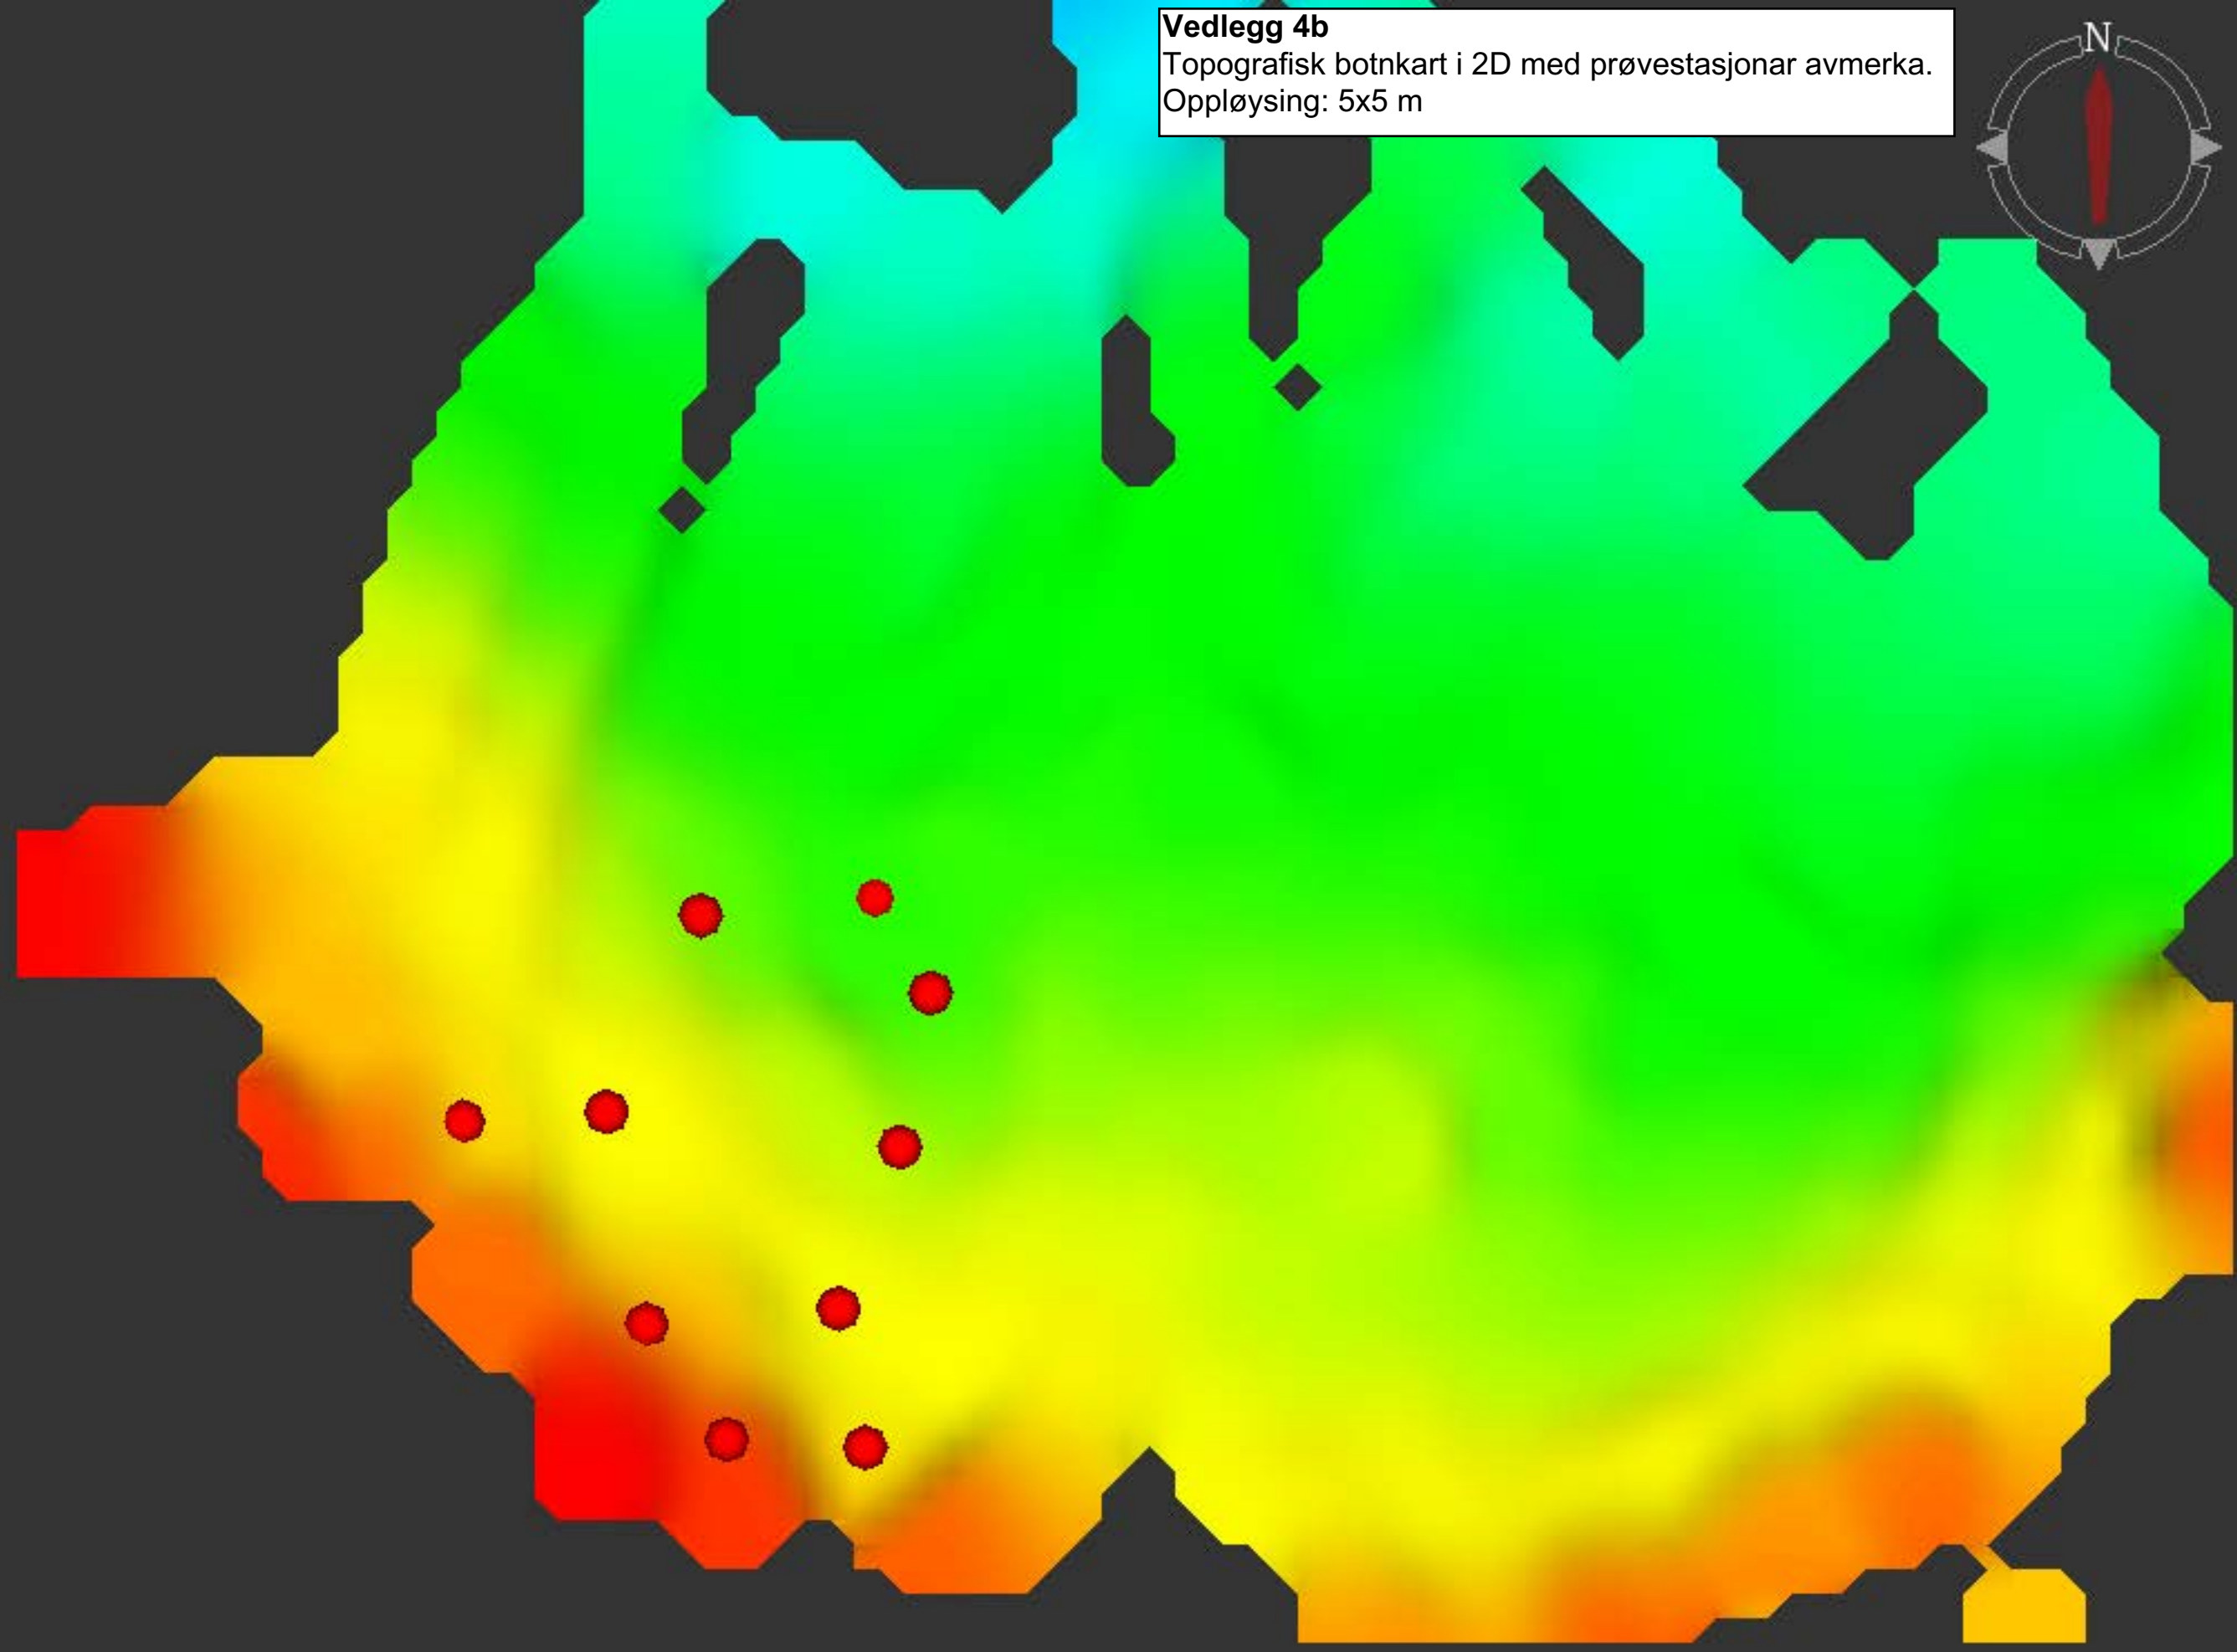 Vedlegg 4b
Topografisk botnkart i 2D med prøvestasjonar avmerka.
Oppløysing: 5x5 m
N